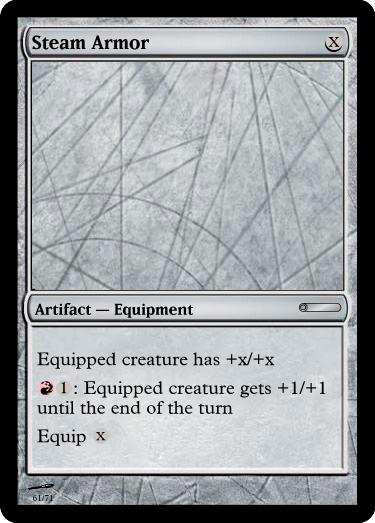 Steam Armor X
Artifact — Equipment
Equipped creature has +x/+x
1 : Equipped creature gets +1/+1
until the end of the turn
Equip x
61/71